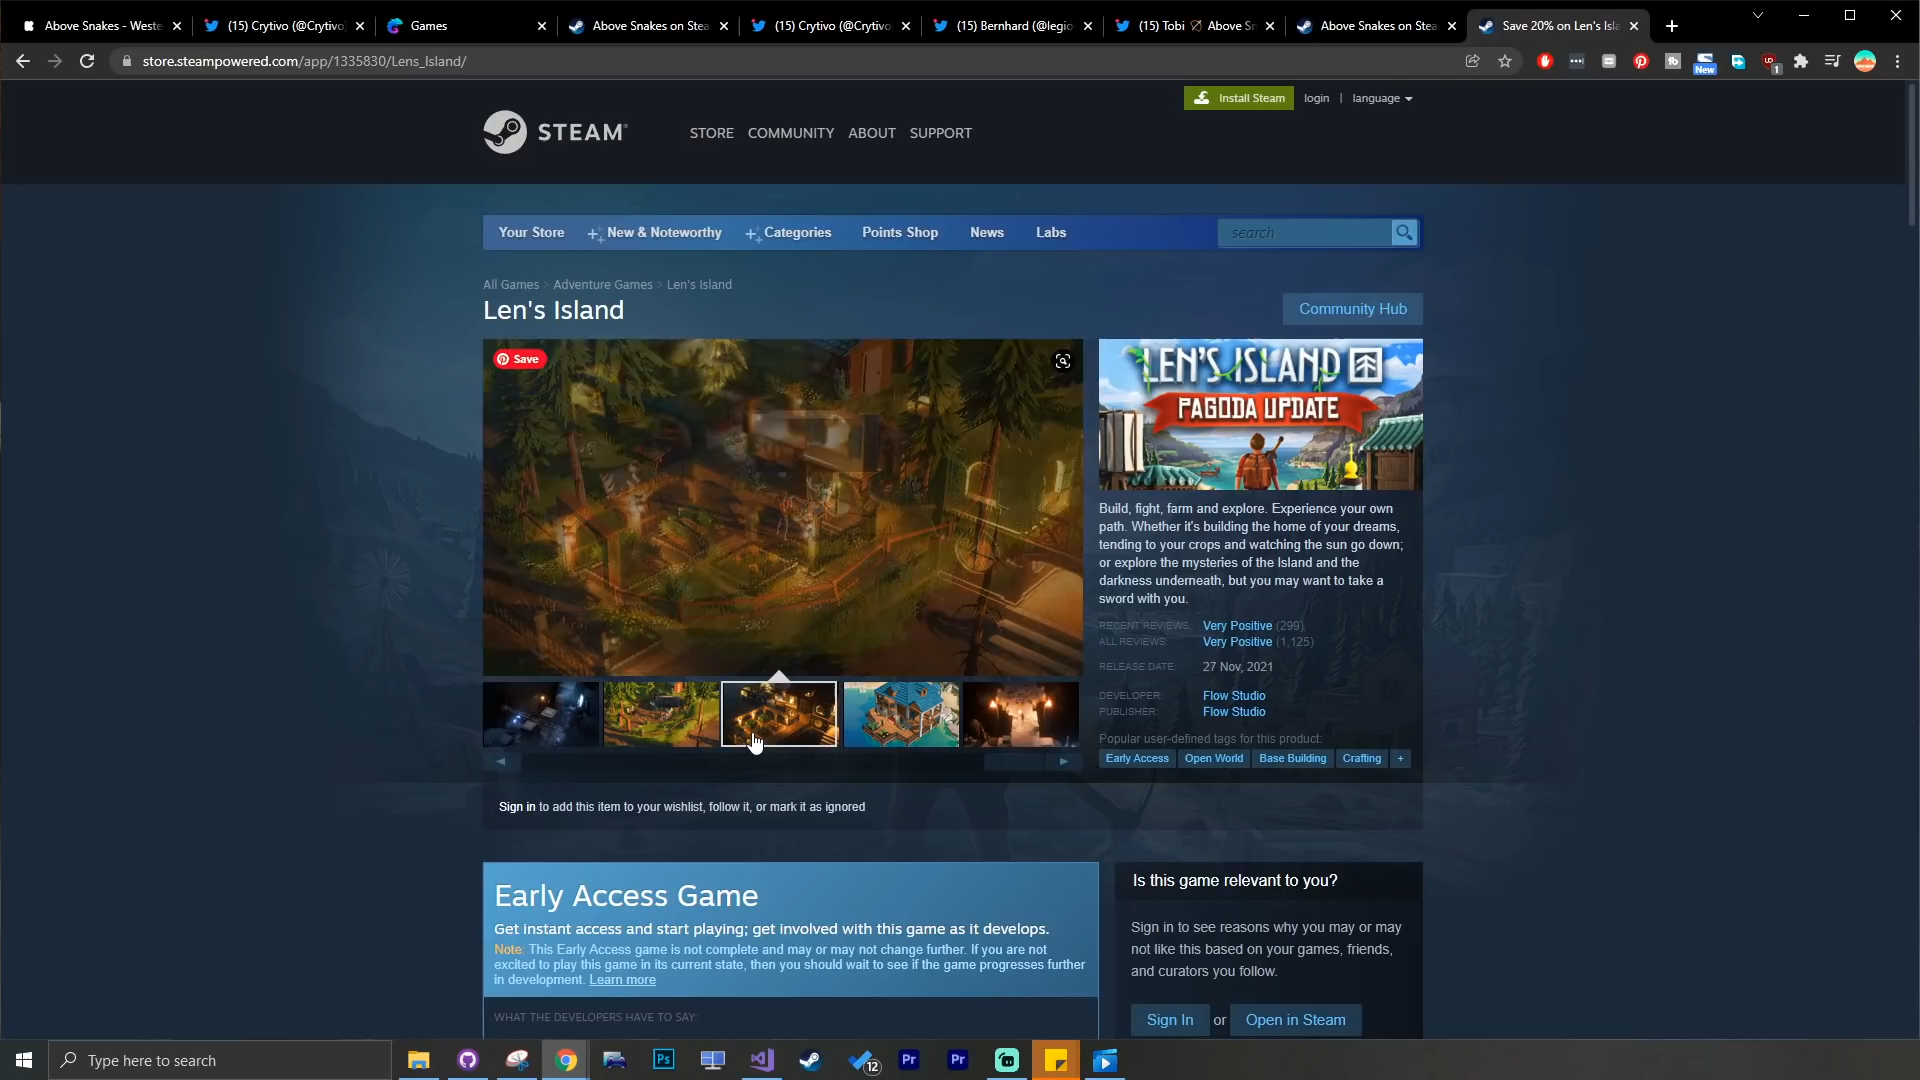 Above Snakes - Weste
(15) Crytivo (@Crytivo
Games
Above Snakes on Stea
(15) Crytivo (@Crytivo
(15) Bernhard (@legio
(15) Tobi Above Sn
Above Snakes on Stea
Save 20% on Len's Isla
store.steampowered.com/app/1335830/Lens_Island/
New
1
Install Steam
login | language
STEAM
STORE COMMUNITY ABOUT SUPPORT
Your Store New & Noteworthy Categories Points Shop News Labs
search
All Games > Adventure Games > Len's Island
Len's Island
Community Hub
Save
LEN'S ISLAND
PAGODA UPDATE
Build, fight, farm and explore. Experience your own
path. Whether it's building the home of your dreams,
tending to your crops and watching the sun go down;
or explore the mysteries of the Island and the
darkness underneath, but you may want to take a
sword with you.
RECENT REVIEWS: Very Positive (299)
ALL REVIEWS: Very Positive (1,125)
RELEASE DATE: 27 Nov, 2021
DEVELOPER: Flow Studio
PUBLISHER: Flow Studio
Popular user-defined tags for this product:
Early Access Open World Base Building Crafting +
Sign in to add this item to your wishlist, follow it, or mark it as ignored
Early Access Game
Get instant access and start playing; get involved with this game as it develops.
Note: This Early Access game is not complete and may or may not change further. If you are not
excited to play this game in its current state, then you should wait to see if the game progresses further
in development. Learn more
WHAT THE DEVELOPERS HAVE TO SAY:
Is this game relevant to you?
Sign in to see reasons why you may or may
not like this based on your games, friends,
and curators you follow.
Sign In or Open in Steam
Type here to search
Ps
12
Pr
Pr